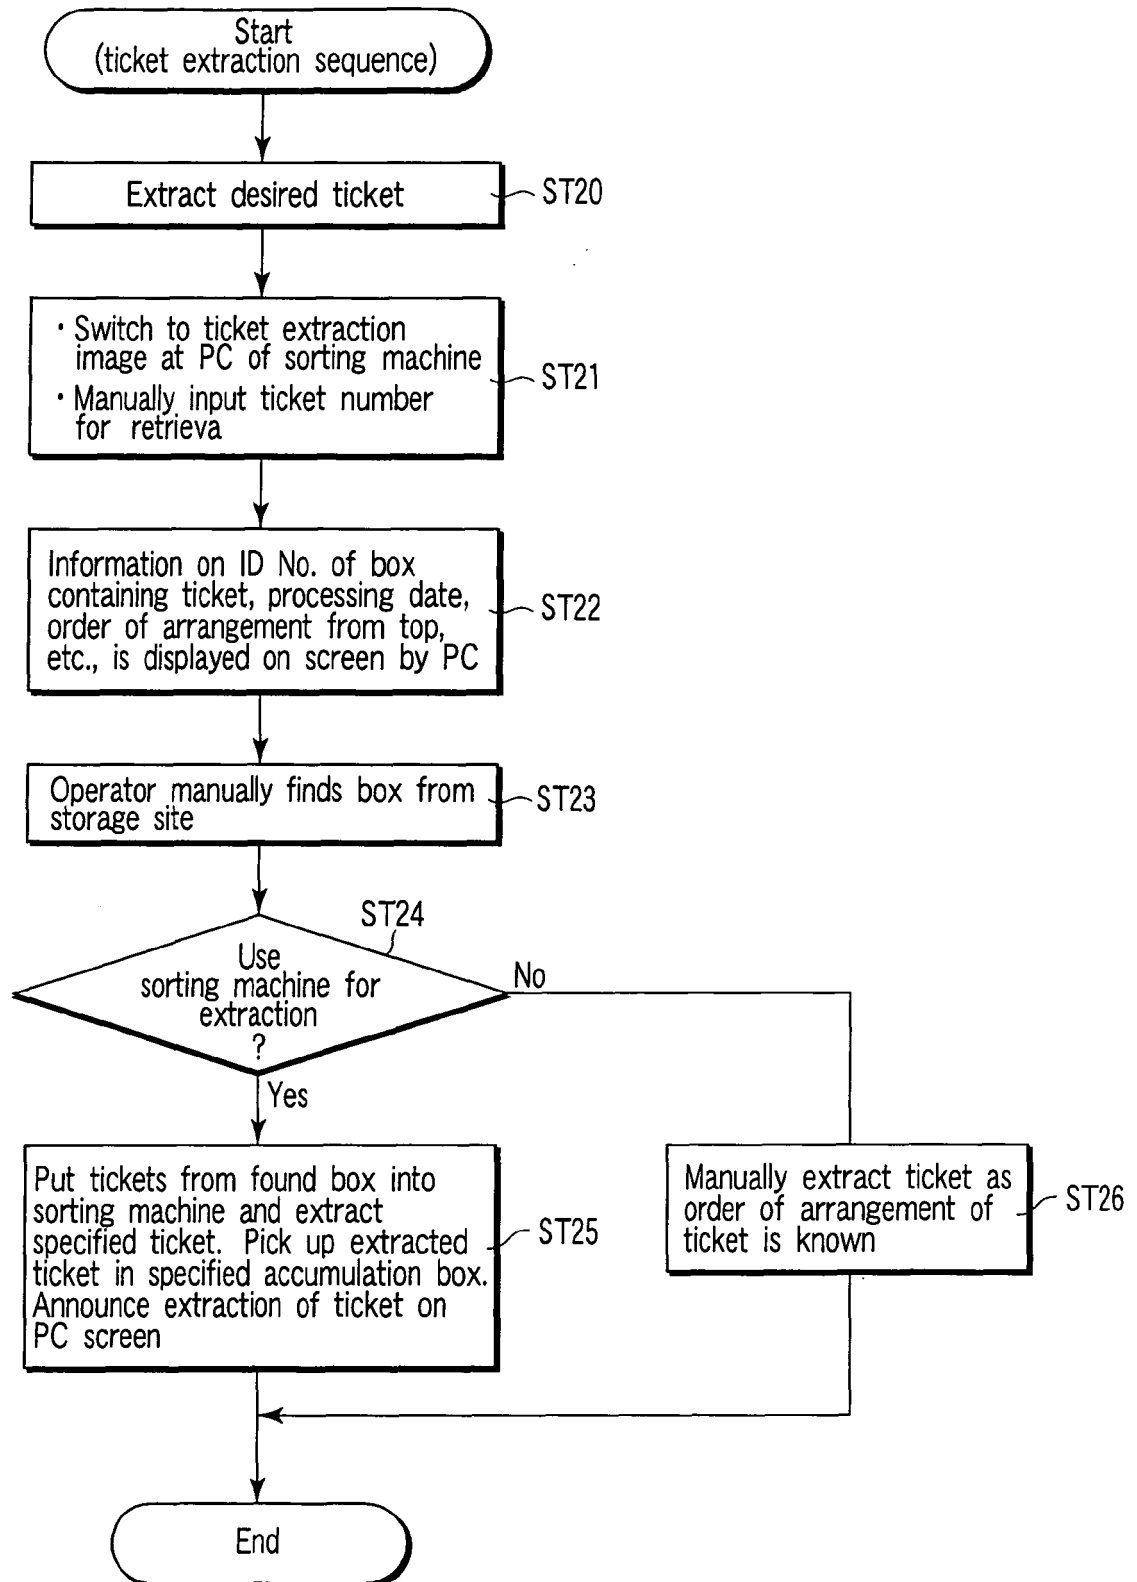 Start
(ticket extraction sequence)
Extract desired ticket
ST20
· Switch to ticket extraction
image at PC of sorting machine
· Manually input ticket number
for retrieva
ST21
Information on ID No. of box
containing ticket, processing date,
order of arrangement from top,
etc., is displayed on screen by PC
ST22
Operator manually finds box from
storage site
ST23
ST24
Use
sorting machine for
extraction
?
No
Yes
Put tickets from found box into
sorting machine and extract
specified ticket. Pick up extracted
ticket in specified accumulation box.
Announce extraction of ticket on
PC screen
ST25
Manually extract ticket as
order of arrangement of
ticket is known
ST26
End